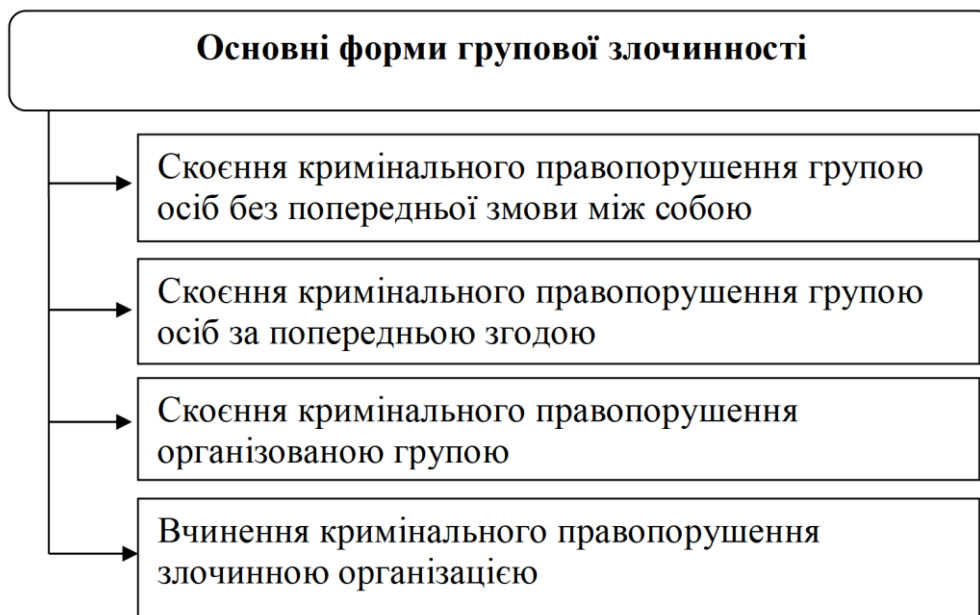 Основні форми групової злочинності
Скоєння кримінального правопорушення групою
осіб без попередньої змови між собою
Скоєння кримінального правопорушення групою
осіб за попередньою згодою
Скоєння кримінального правопорушення
організованою групою
Вчинення кримінального правопорушення
злочинною організацією